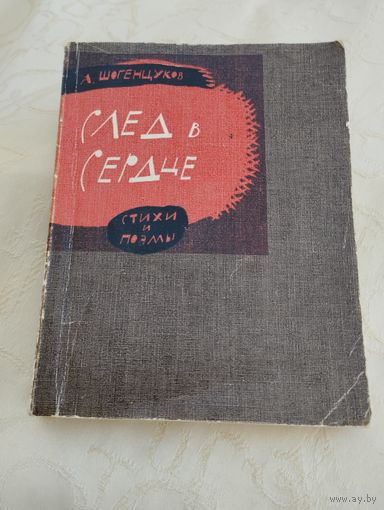 А. ШОГЕНЦУКОВ
СЛЕД В
СЕРДЦЕ
СТИХИ
И
ПОЭМЫ
www.ay.by